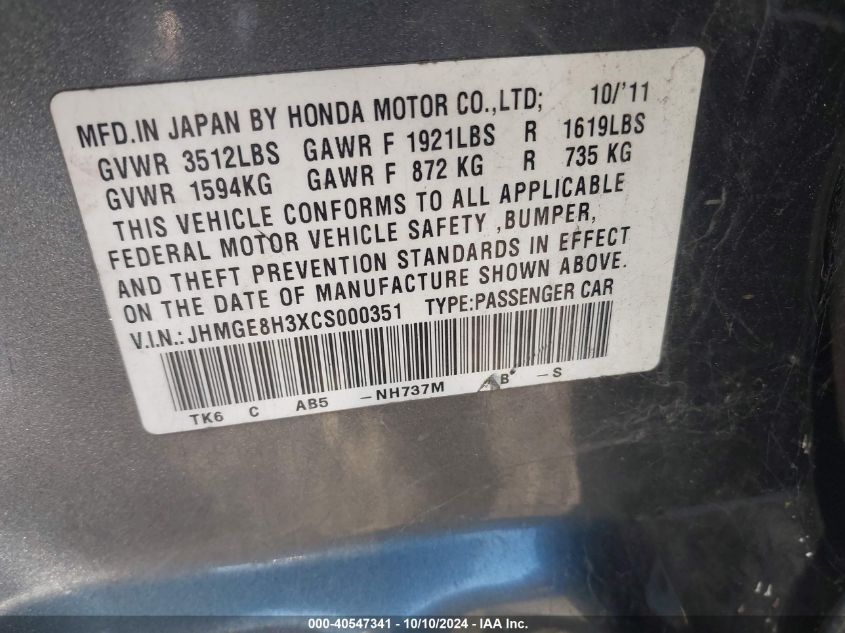 MFD.IN JAPAN BY HONDA MOTOR CO.,LTD; 10/'11
GVWR 3512LBS GAWR F 1921LBS R 1619LBS
GVWR 1594KG GAWR F 872 KG R 735 KG
THIS VEHICLE CONFORMS TO ALL APPLICABLE
FEDERAL MOTOR VEHICLE SAFETY ,BUMPER,
AND THEFT PREVENTION STANDARDS IN EFFECT
ON THE DATE OF MANUFACTURE SHOWN ABOVE.
V.I.N.: JHMGE8H3XCS000351 TYPE:PASSENGER CAR
TK6 C AB5 -NH737M B -S
000-40547341 - 10/10/2024 - IAA Inc.